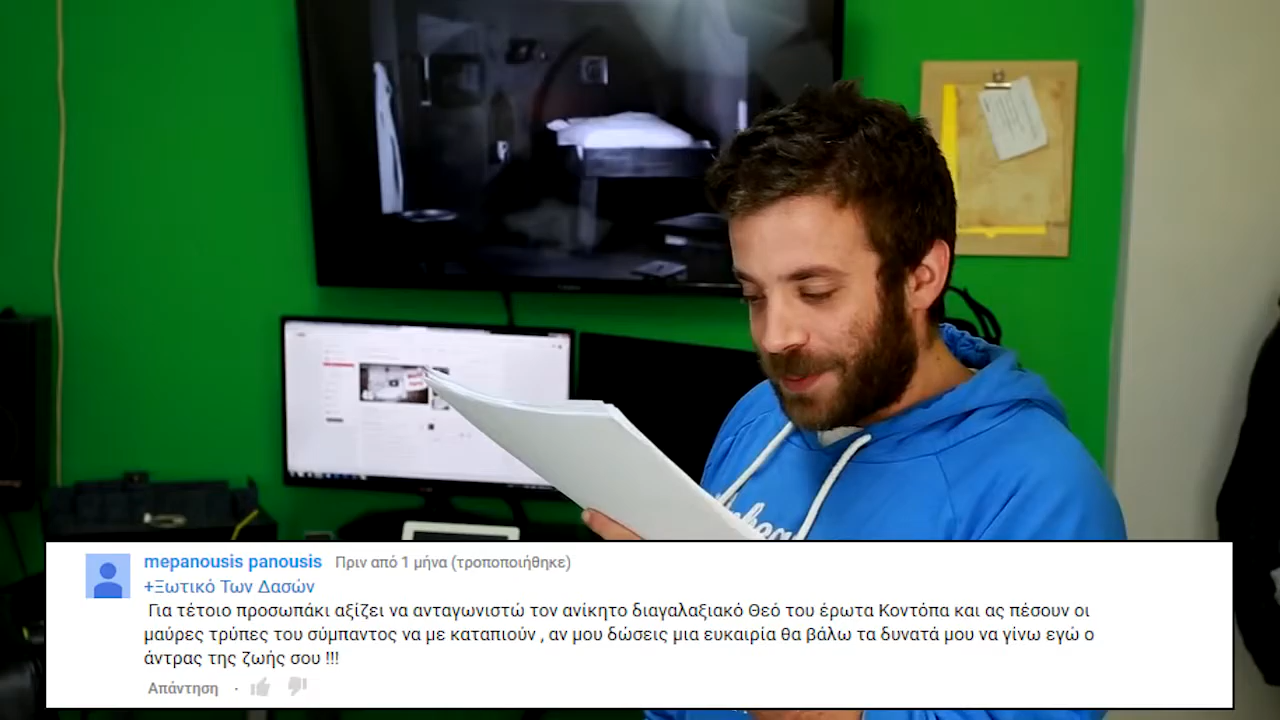 mepanousis panousis Πριν από 1 μήνα (τροποποιήθηκε)
+Ξωτικό Των Δασών
Για τέτοιο προσωπάκι αξίζει να ανταγωνιστώ τον ανίκητο διαγαλαξιακό Θεό του έρωτα Κοντόπα και ας πέσουν οι
μαύρες τρύπες του σύμπαντος να με καταπιούν , αν μου δώσεις μια ευκαιρία θα βάλω τα δυνατά μου να γίνω εγώ ο
άντρας της ζωής σου !!!
Απάντηση ·